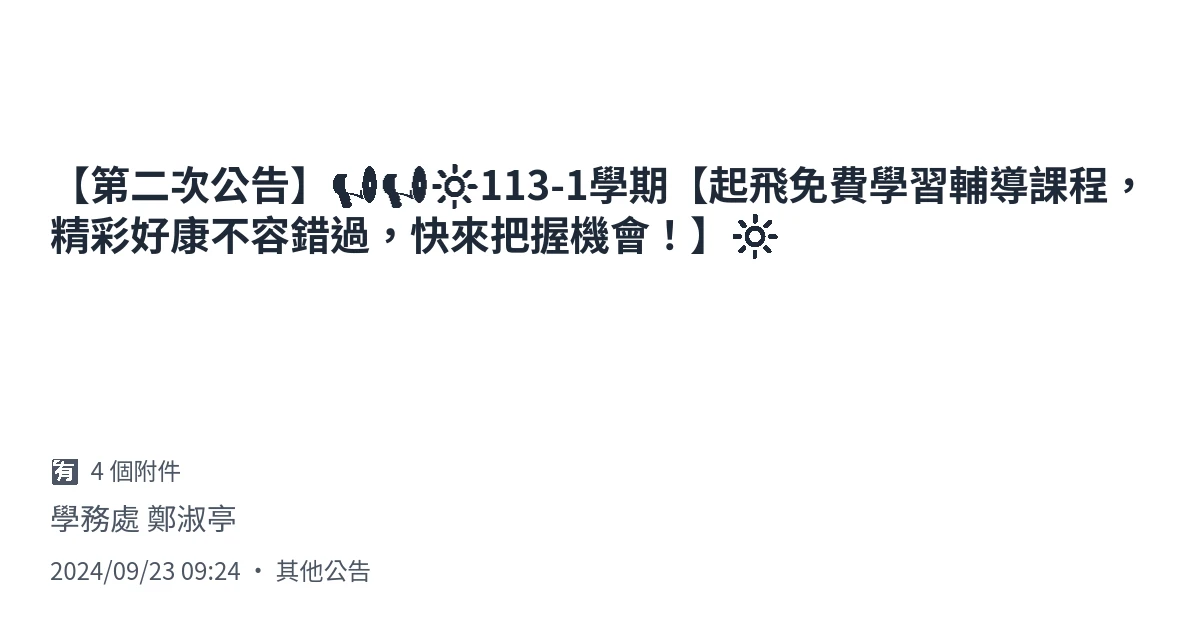 【第二次公告】📢📢☀113-1學期【起飛免費學習輔導課程，
精彩好康不容錯過，快來把握機會！】☀
🈶 4 個附件
學務處 鄭淑亭
2024/09/23 09:24 · 其他公告